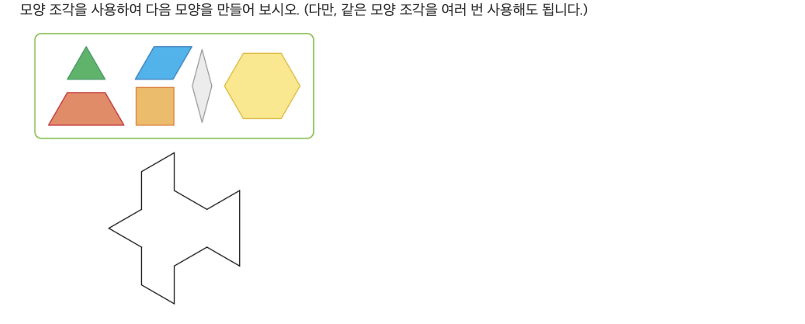 모양 조각을 사용하여 다음 모양을 만들어 보시오. (다만, 같은 모양 조각을 여러 번 사용해도 됩니다.)